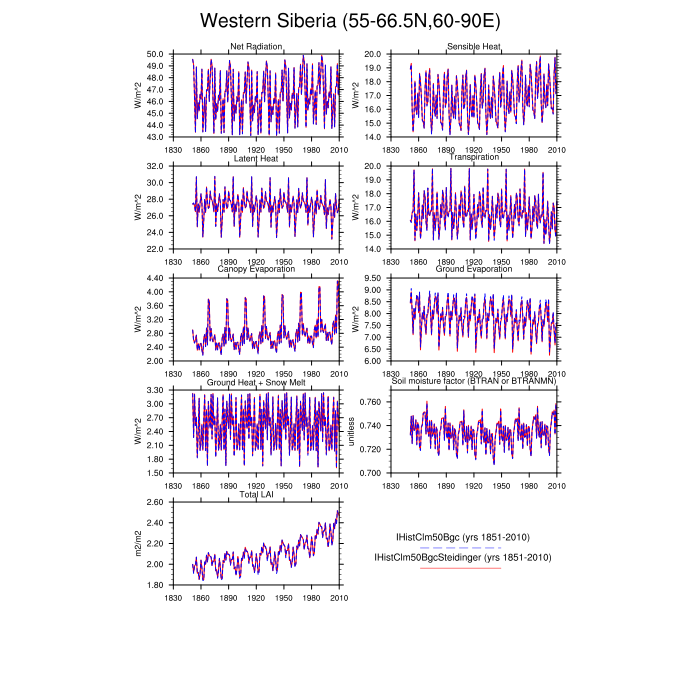 Western Siberia (55-66.5N,60-90E)
Net Radiation
W/m^2
50.0
49.0
48.0
47.0
46.0
45.0
44.0
43.0
1830 1860 1890 1920 1950 1980 2010
Sensible Heat
W/m^2
20.0
19.0
18.0
17.0
16.0
15.0
14.0
1830 1860 1890 1920 1950 1980 2010
Latent Heat
W/m^2
32.0
30.0
28.0
26.0
24.0
22.0
1830 1860 1890 1920 1950 1980 2010
Transpiration
W/m^2
20.0
19.0
18.0
17.0
16.0
15.0
14.0
1830 1860 1890 1920 1950 1980 2010
Canopy Evaporation
W/m^2
4.40
4.00
3.60
3.20
2.80
2.40
2.00
1830 1860 1890 1920 1950 1980 2010
Ground Evaporation
W/m^2
9.50
9.00
8.50
8.00
7.50
7.00
6.50
6.00
1830 1860 1890 1920 1950 1980 2010
Ground Heat + Snow Melt
W/m^2
3.30
3.00
2.70
2.40
2.10
1.80
1.50
1830 1860 1890 1920 1950 1980 2010
Soil moisture factor (BTRAN or BTRANMN)
unitless
0.760
0.740
0.720
0.700
1830 1860 1890 1920 1950 1980 2010
Total LAI
m2/m2
2.60
2.40
2.20
2.00
1.80
1830 1860 1890 1920 1950 1980 2010
IHistClm50Bgc (yrs 1851-2010)
IHistClm50BgcSteidinger (yrs 1851-2010)